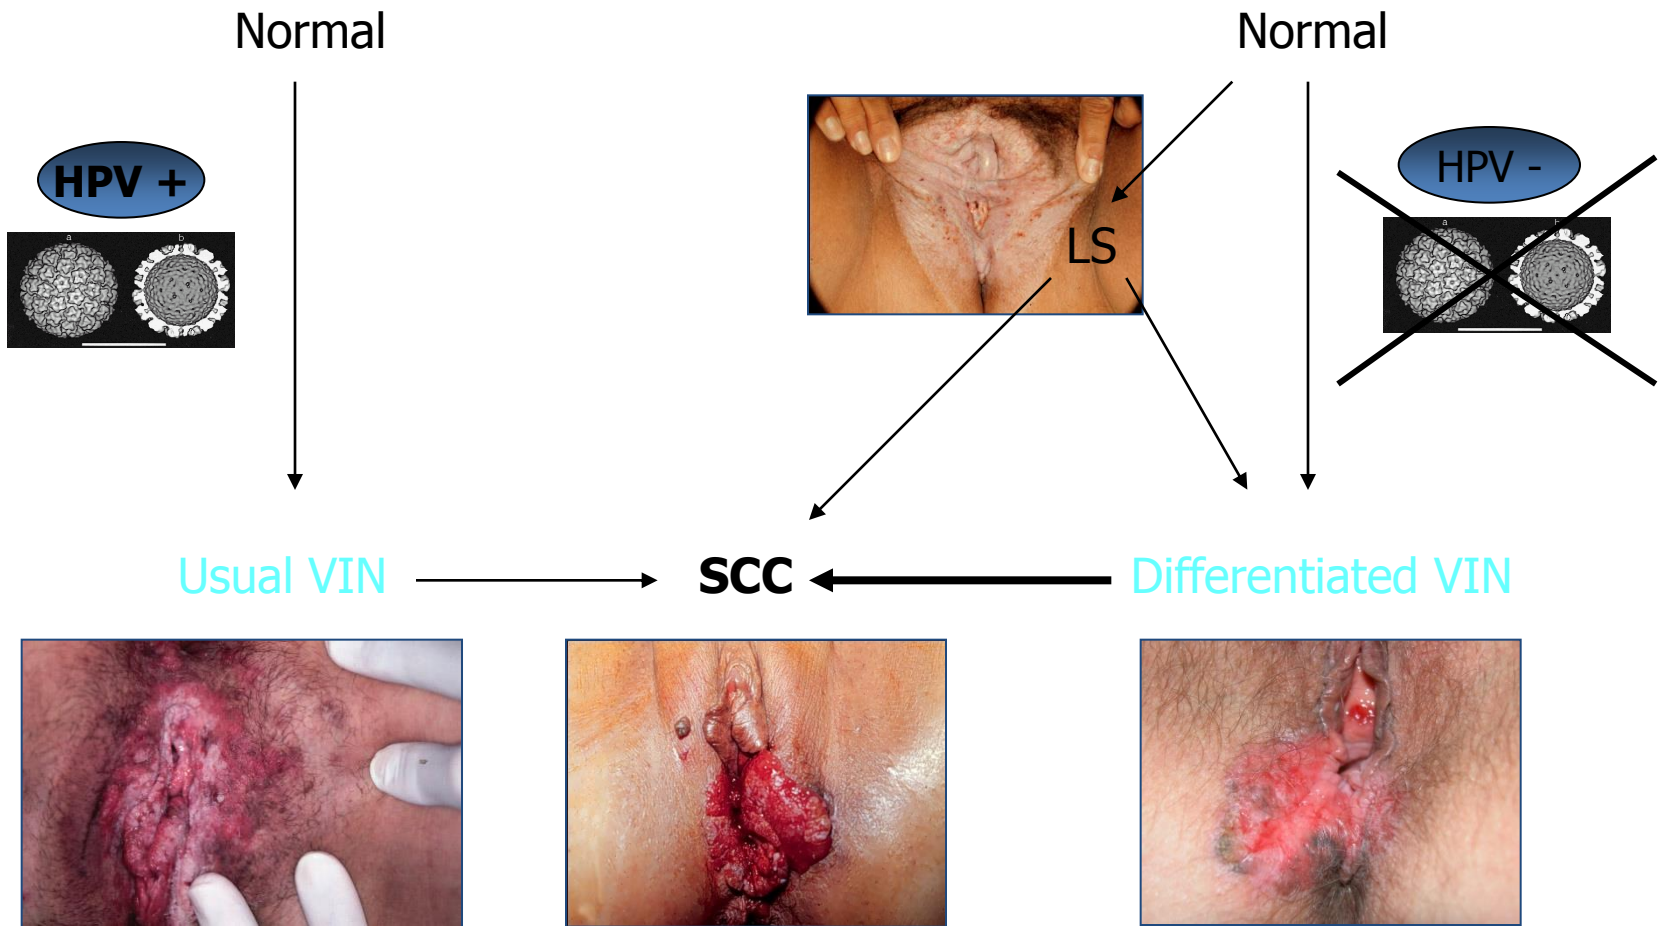 Normal
Normal
HPV +
HPV -
a
b
a
b
LS
Usual VIN
SCC
Differentiated VIN